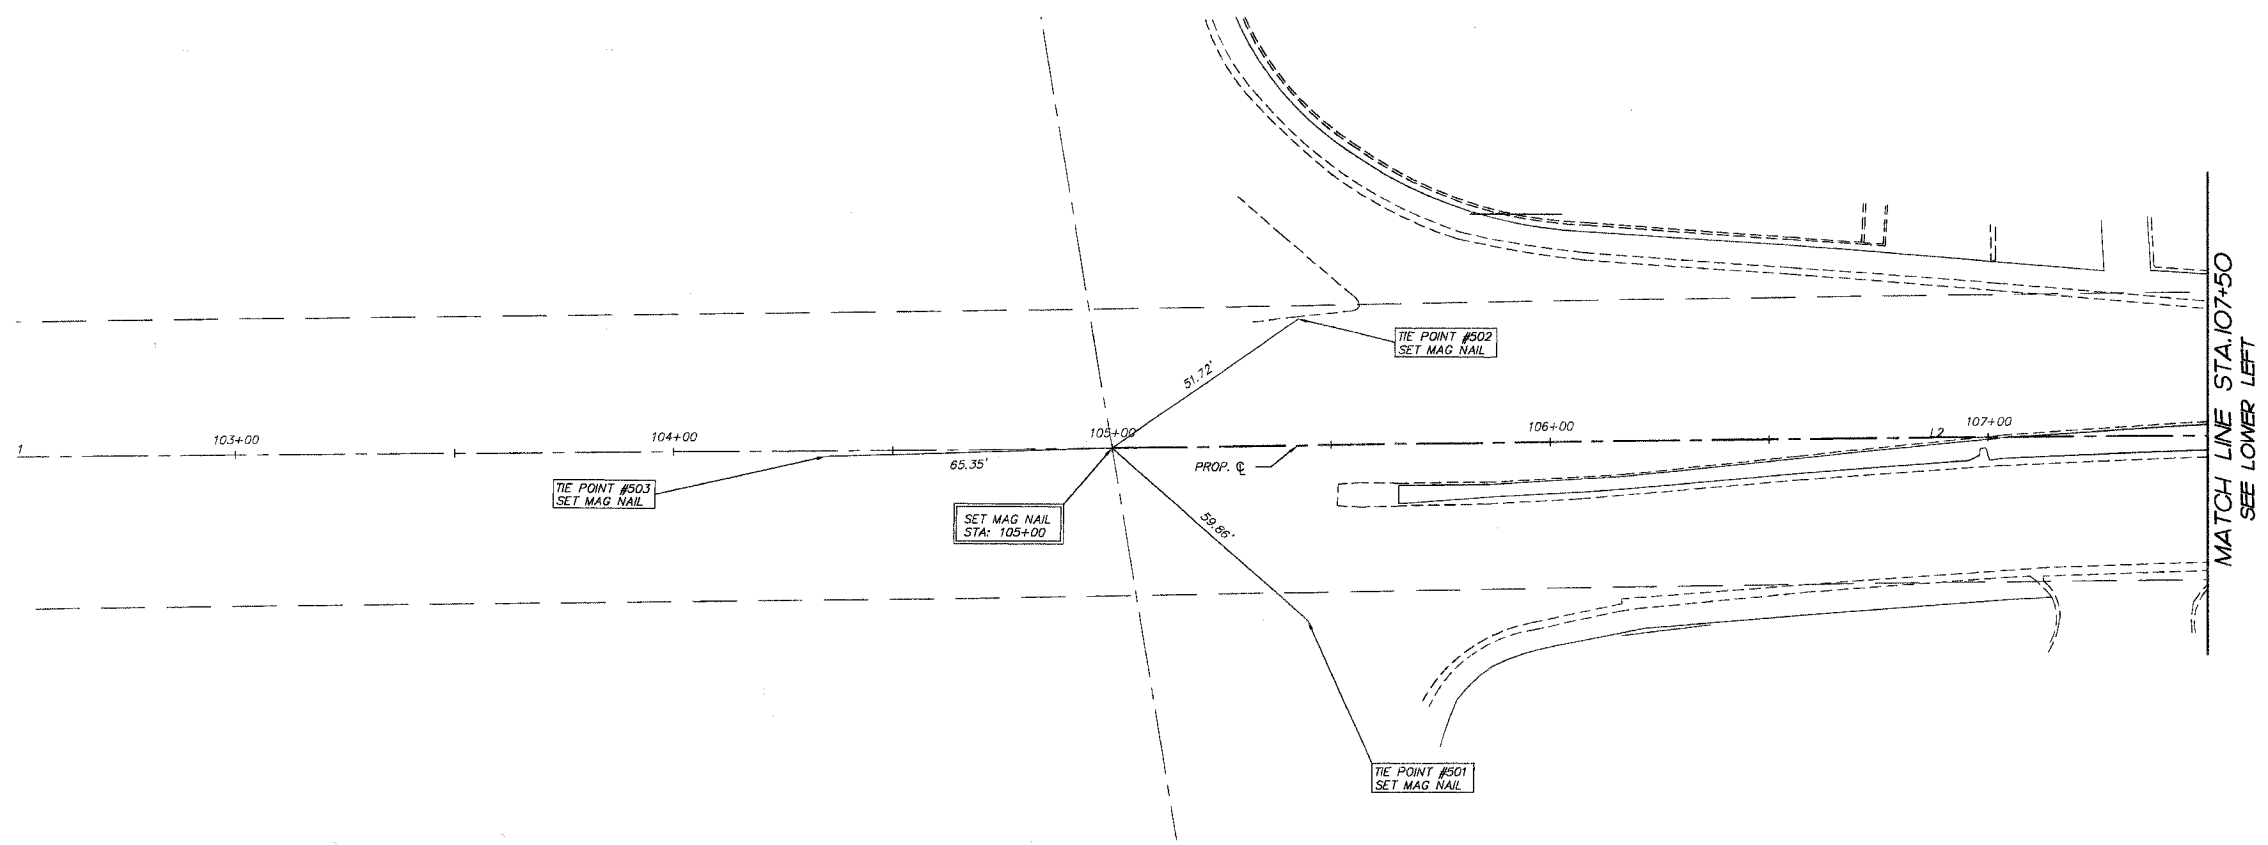 TIE POINT #502
SET MAG NAIL
51.72'
1
103+00
104+00
105+00
106+00
L2
107+00
65.35'
PROP. ℄
TIE POINT #503
SET MAG NAIL
SET MAG NAIL
STA: 105+00
59.86'
TIE POINT #501
SET MAG NAIL
MATCH LINE STA.107+50
SEE LOWER LEFT